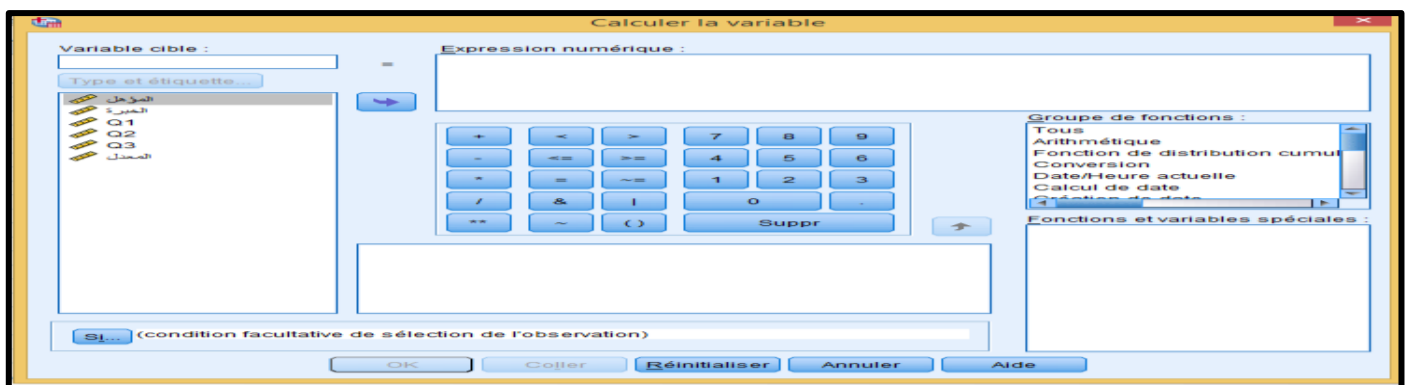 Calculer la variable
Variable cible :
Expression numérique :
=
Type et étiquette...
المؤهل
الخبرة
Q1
Q2
Q3
المعدل
+ < > 7 8 9
- <= >= 4 5 6
* = ~= 1 2 3
/ & | 0 .
** ~ ( ) Suppr
Groupe de fonctions :
Tous
Arithmétique
Fonction de distribution cumul
Conversion
Date/Heure actuelle
Calcul de date
Création de date
Fonctions et variables spéciales :
Si... (condition facultative de sélection de l'observation)
OK Coller Réinitialiser Annuler Aide